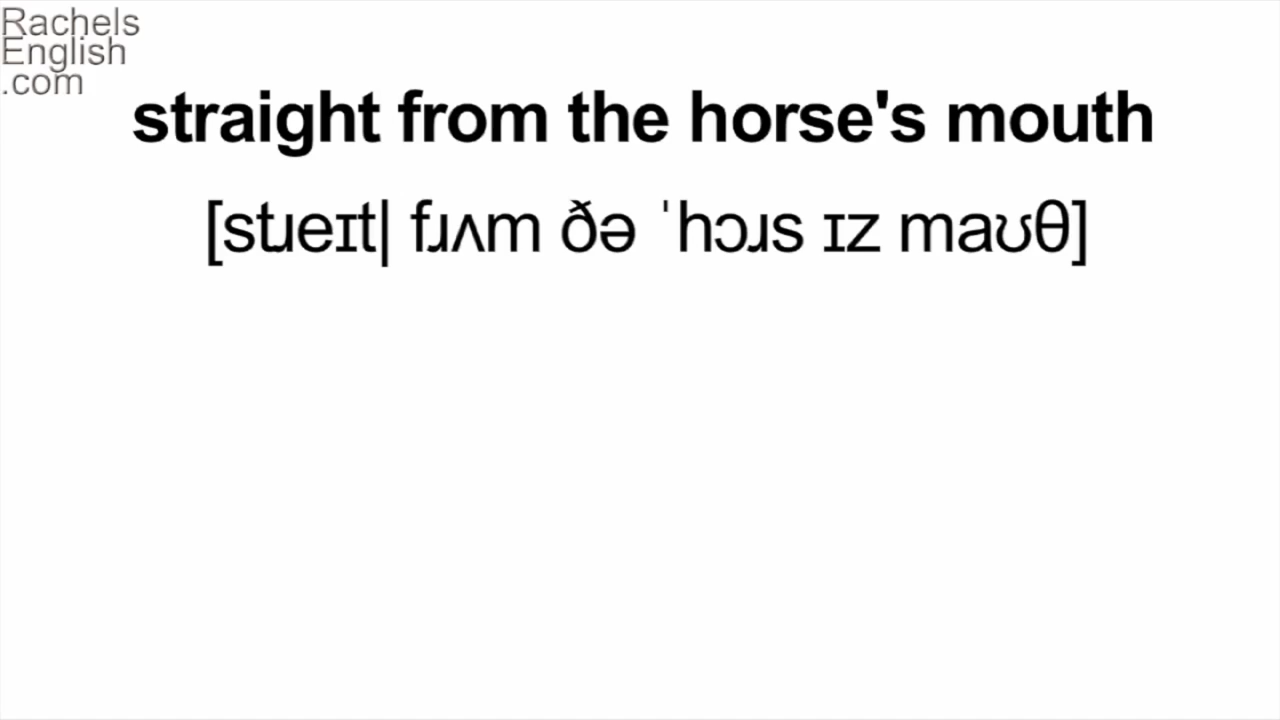 Rachels
English
.com
straight from the horse's mouth
[stɹeɪt| fɹʌm ðə ˈhɔɹs ɪz maʊθ]